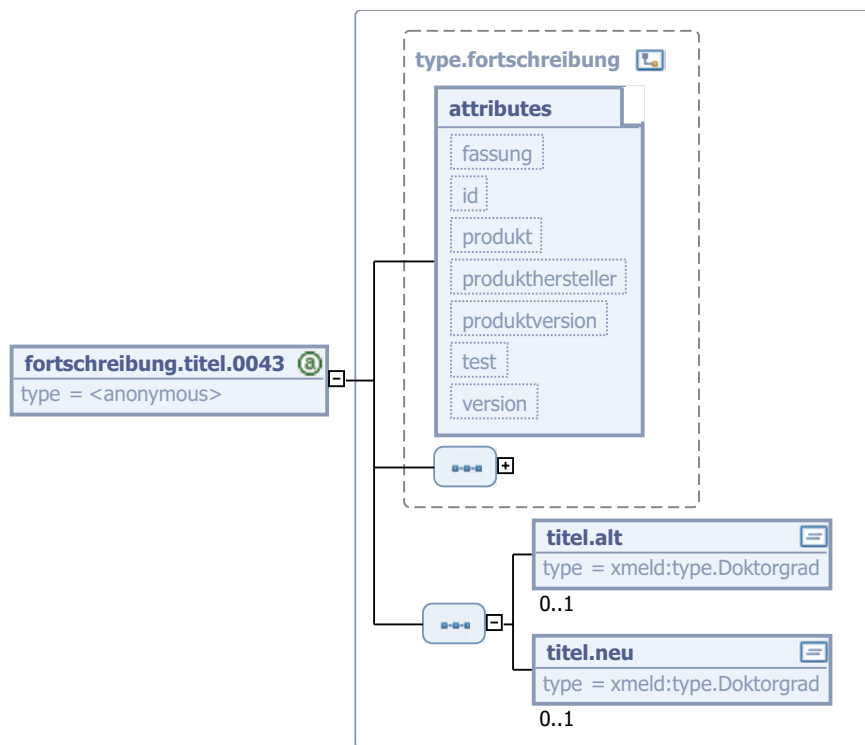 type.fortschreibung
attributes
fassung
id
produkt
produkthersteller
produktversion
test
version
fortschreibung.titel.0043 @
type = <anonymous>
titel.alt
type = xmeld:type.Doktorgrad
0..1
titel.neu
type = xmeld:type.Doktorgrad
0..1